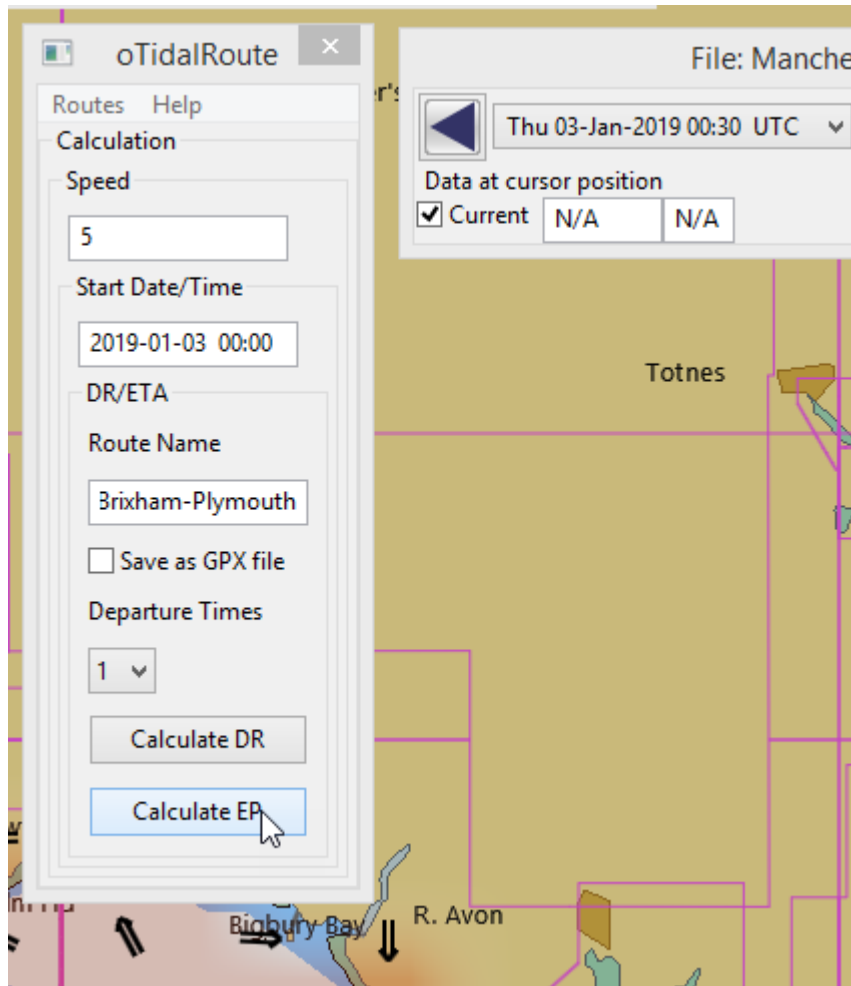 oTidalRoute
Routes Help
Calculation
Speed
5
Start Date/Time
2019-01-03 00:00
DR/ETA
Route Name
Brixham-Plymouth
Save as GPX file
Departure Times
1
Calculate DR
Calculate EP
File: Manche
Thu 03-Jan-2019 00:30 UTC
Data at cursor position
Current N/A N/A
Totnes
Bigbury Bay
R. Avon